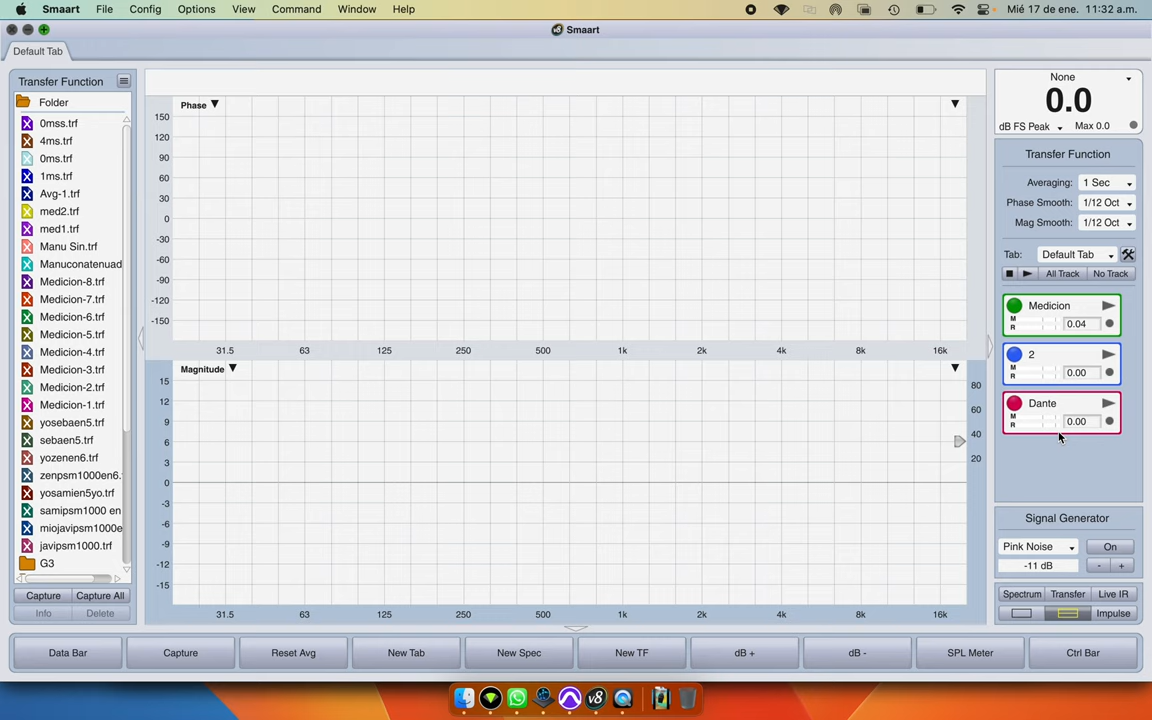 Smaart File Config Options View Command Window Help Mié 17 de ene. 11:32 a.m.
v8 Smaart
Default Tab
Transfer Function
Folder
0mss.trf
4ms.trf
0ms.trf
1ms.trf
Avg-1.trf
med2.trf
med1.trf
Manu Sin.trf
Manuconatenuad
Medicion-8.trf
Medicion-7.trf
Medicion-6.trf
Medicion-5.trf
Medicion-4.trf
Medicion-3.trf
Medicion-2.trf
Medicion-1.trf
yosebaen5.trf
sebaen5.trf
yozenen6.trf
zenpsm1000en6.
yosamien5yo.trf
samipsm1000 en
miojavipsm1000e
javipsm1000.trf
G3
Capture Capture All
Info Delete
Phase
150
120
90
60
30
0
-30
-60
-90
-120
-150
31.5 63 125 250 500 1k 2k 4k 8k 16k
Magnitude
15
12
9
6
3
0
-3
-6
-9
-12
-15
80
60
40
20
31.5 63 125 250 500 1k 2k 4k 8k 16k
None
0.0
dB FS Peak Max 0.0
Transfer Function
Averaging: 1 Sec
Phase Smooth: 1/12 Oct
Mag Smooth: 1/12 Oct
Tab: Default Tab
All Track No Track
Medicion
M
R 0.04
2
M
R 0.00
Dante
M
R 0.00
Signal Generator
Pink Noise On
-11 dB - +
Spectrum Transfer Live IR
Impulse
Data Bar Capture Reset Avg New Tab New Spec New TF dB + dB - SPL Meter Ctrl Bar
v8